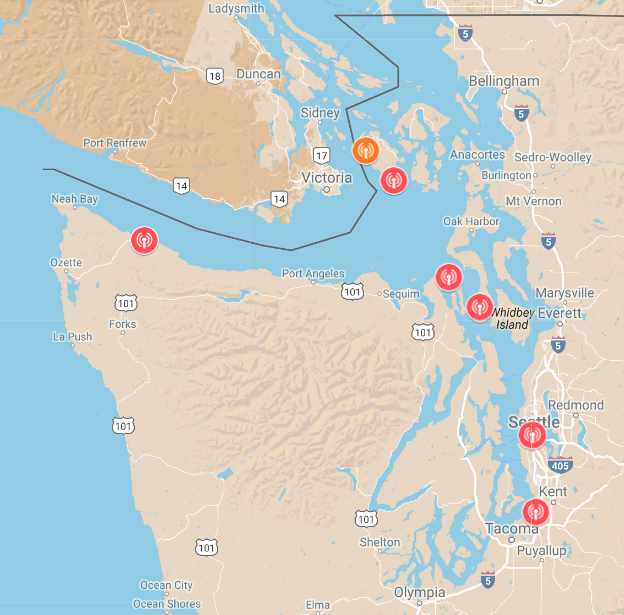 Ladysmith
5
18
Duncan
Bellingham
Sidney
5
Port Renfrew
17
Anacortes
Sedro-Woolley
Victoria
Burlington
14
14
Mt Vernon
Neah Bay
Oak Harbor
5
Ozette
Port Angeles
101
Sequim
Marysville
101
Whidbey
Island
Everett
Forks
101
La Push
5
Redmond
Seattle
101
405
Kent
101
Tacoma
Shelton
101
Puyallup
5
Ocean City
Olympia
Ocean Shores
Elma